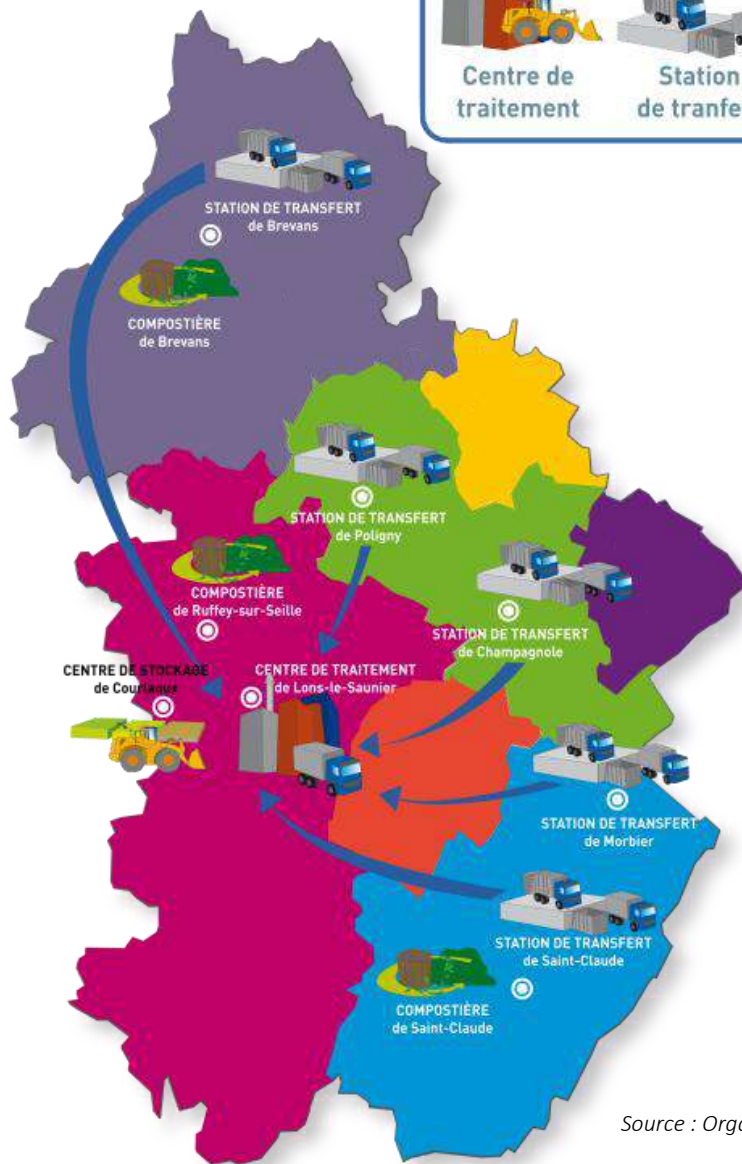 Centre de
traitement
Station
de tranfe
STATION DE TRANSFERT
de Brevans
COMPOSTIÈRE
de Brevans
STATION DE TRANSFERT
de Poligny
COMPOSTIÈRE
de Ruffey-sur-Seille
STATION DE TRANSFERT
de Champagnole
CENTRE DE STOCKAGE
de Courlaoux
CENTRE DE TRAITEMENT
de Lons-le-Saunier
STATION DE TRANSFERT
de Morbier
STATION DE TRANSFERT
de Saint-Claude
COMPOSTIÈRE
de Saint-Claude
Source : Orga